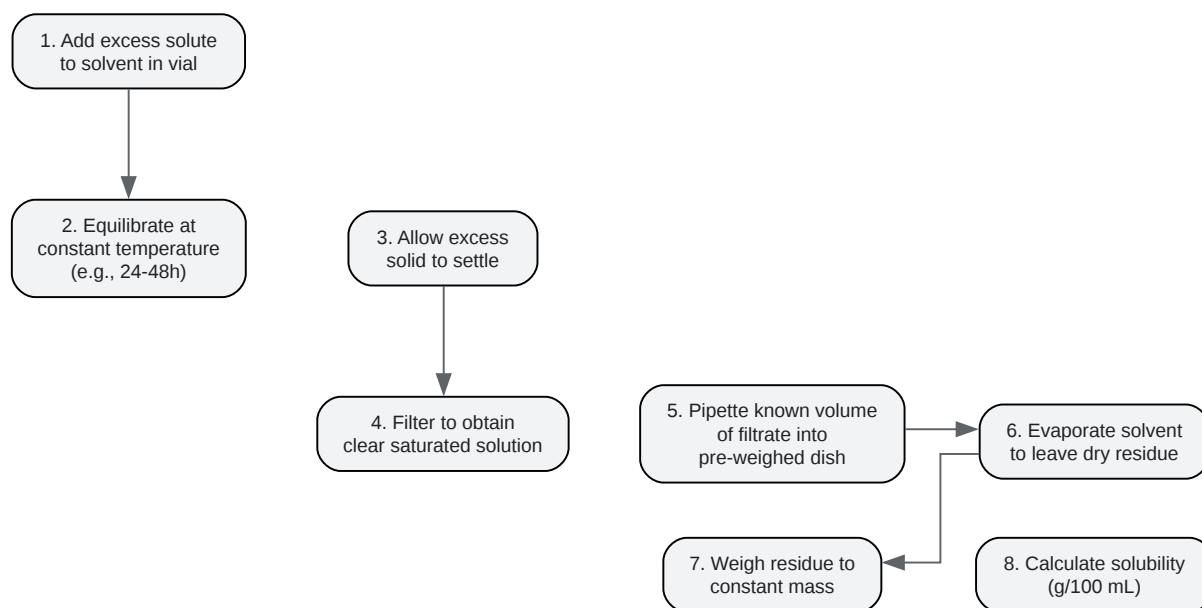 1. Add excess solute
to solvent in vial
2. Equilibrate at
constant temperature
(e.g., 24-48h)
3. Allow excess
solid to settle
4. Filter to obtain
clear saturated solution
5. Pipette known volume
of filtrate into
pre-weighed dish
6. Evaporate solvent
to leave dry residue
7. Weigh residue to
constant mass
8. Calculate solubility
(g/100 mL)